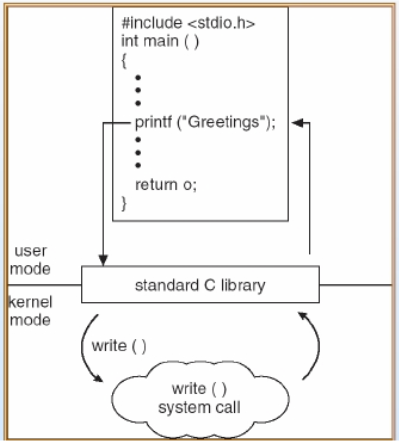 #include <stdio.h>
int main ( )
{
•
•
•
printf ("Greetings");
•
•
•
return o;
}
user
mode
standard C library
kernel
mode
write ( )
write ( )
system call